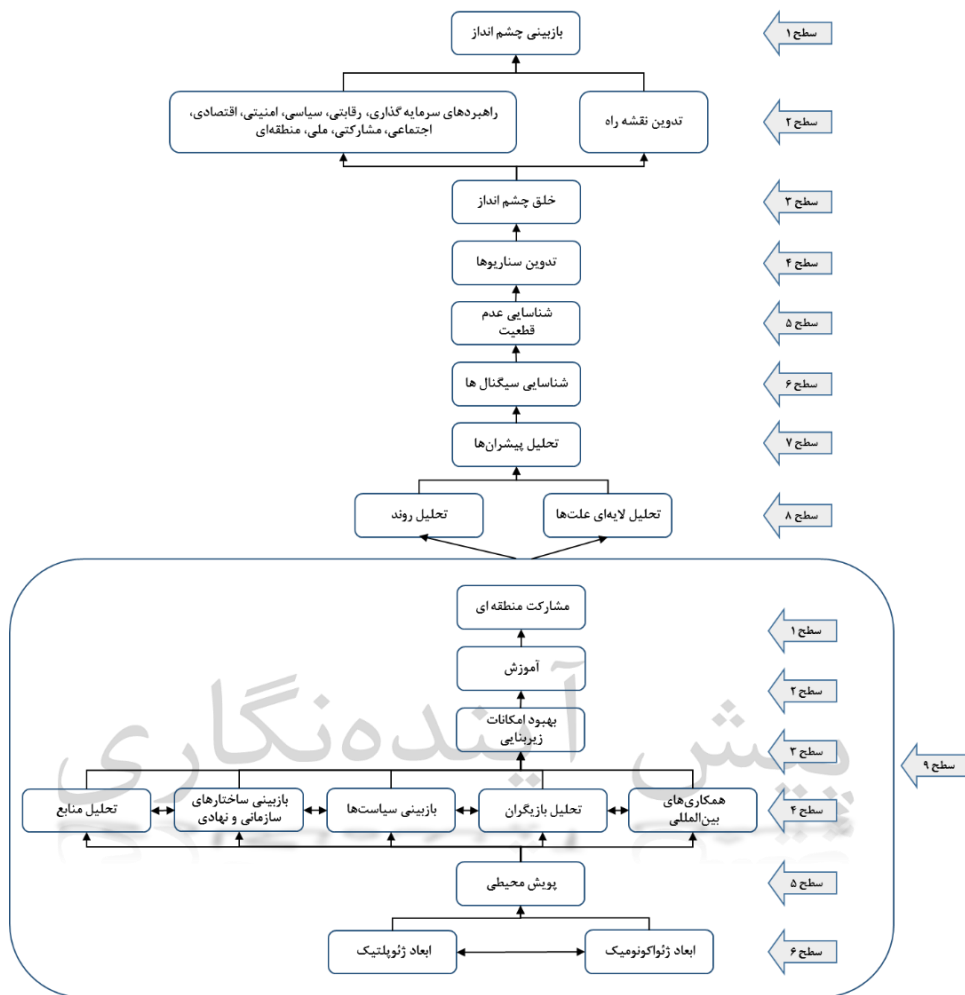 بازبینی چشم انداز
سطح ۱
راهبردهای سرمایه گذاری، رقابتی، سیاسی، امنیتی، اقتصادی،
اجتماعی، مشارکتی، ملی، منطقه‌ای
تدوین نقشه راه
سطح ۲
خلق چشم انداز
سطح ۳
تدوین سناریوها
سطح ۴
شناسایی عدم
قطعیت
سطح ۵
شناسایی سیگنال ها
سطح ۶
تحلیل پیشران‌ها
سطح ۷
تحلیل لایه‌ای علت‌ها
تحلیل روند
سطح ۸
مشارکت منطقه ای
سطح ۱
آموزش
سطح ۲
بهبود امکانات
زیربنایی
سطح ۳
پیش آینده‌نگاری
سطح ۹
همکاری‌های
بین‌المللی
تحلیل بازیگران
بازبینی سیاست‌ها
بازبینی ساختارهای
سازمانی و نهادی
تحلیل منابع
سطح ۴
پویش محیطی
سطح ۵
ابعاد ژئواکونومیک
ابعاد ژئوپلتیک
سطح ۶